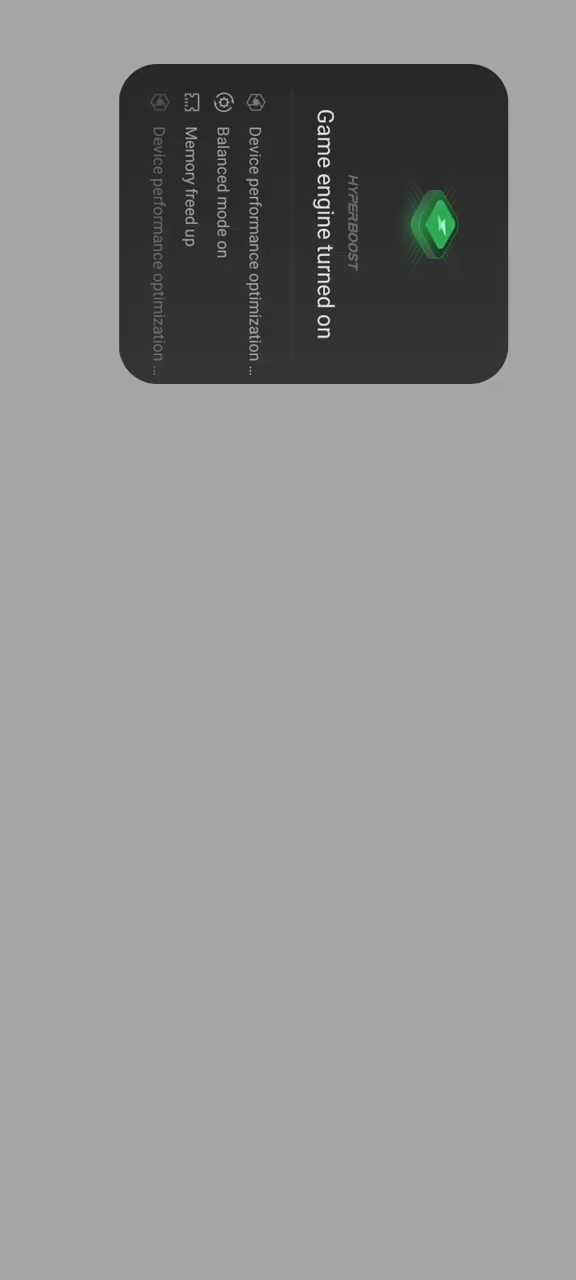 HYPERBOOST
Game engine turned on
Device performance optimization ...
Balanced mode on
Memory freed up
Device performance optimization ...